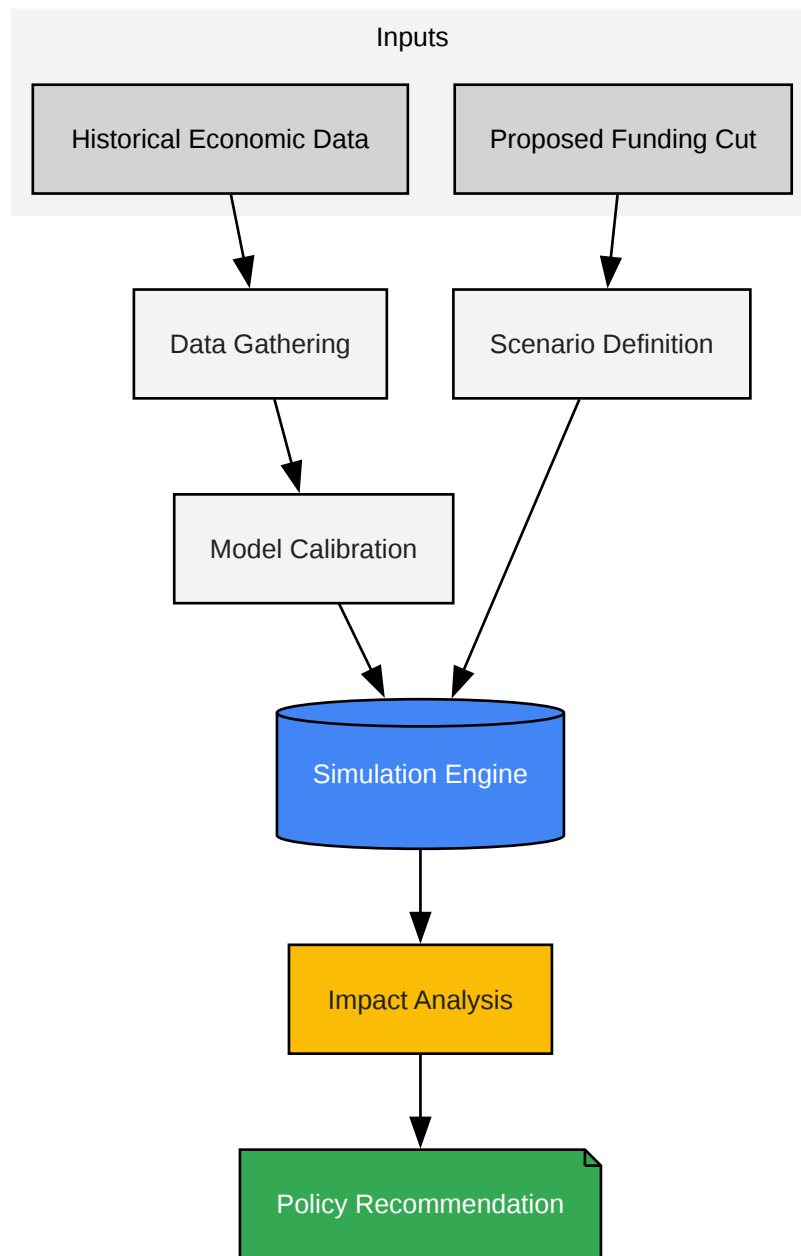 Inputs
Historical Economic Data
Proposed Funding Cut
Data Gathering
Scenario Definition
Model Calibration
Simulation Engine
Impact Analysis
Policy Recommendation